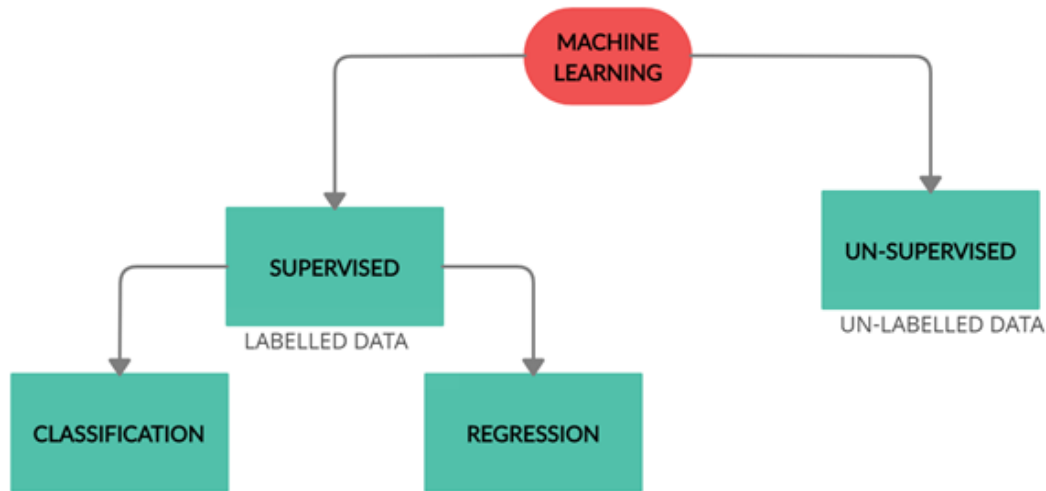 MACHINE
LEARNING
SUPERVISED
LABELLED DATA
UN-SUPERVISED
UN-LABELLED DATA
CLASSIFICATION
REGRESSION